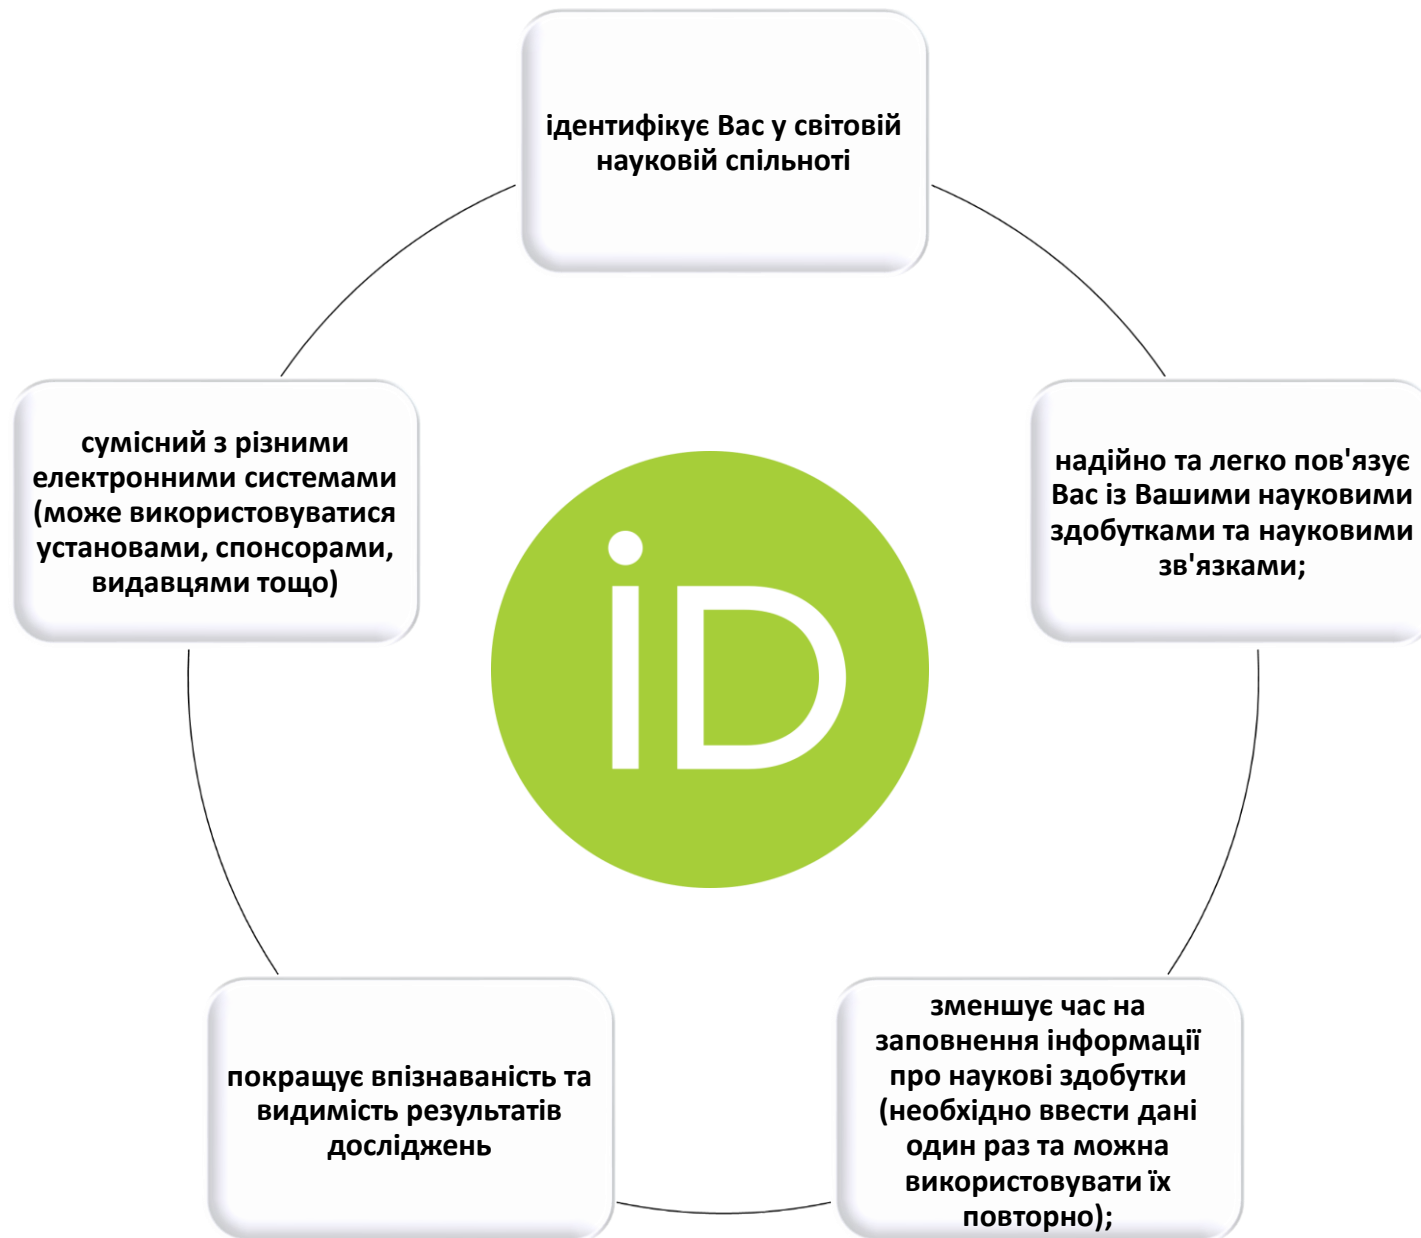 ідентифікує Вас у світовій
науковій спільноті
надійно та легко пов'язує
Вас із Вашими науковими
здобутками та науковими
зв'язками;
зменшує час на
заповнення інформації
про наукові здобутки
(необхідно ввести дані
один раз та можна
використовувати їх
повторно);
покращує впізнаваність та
видимість результатів
досліджень
сумісний з різними
електронними системами
(може використовуватися
установами, спонсорами,
видавцями тощо)
iD